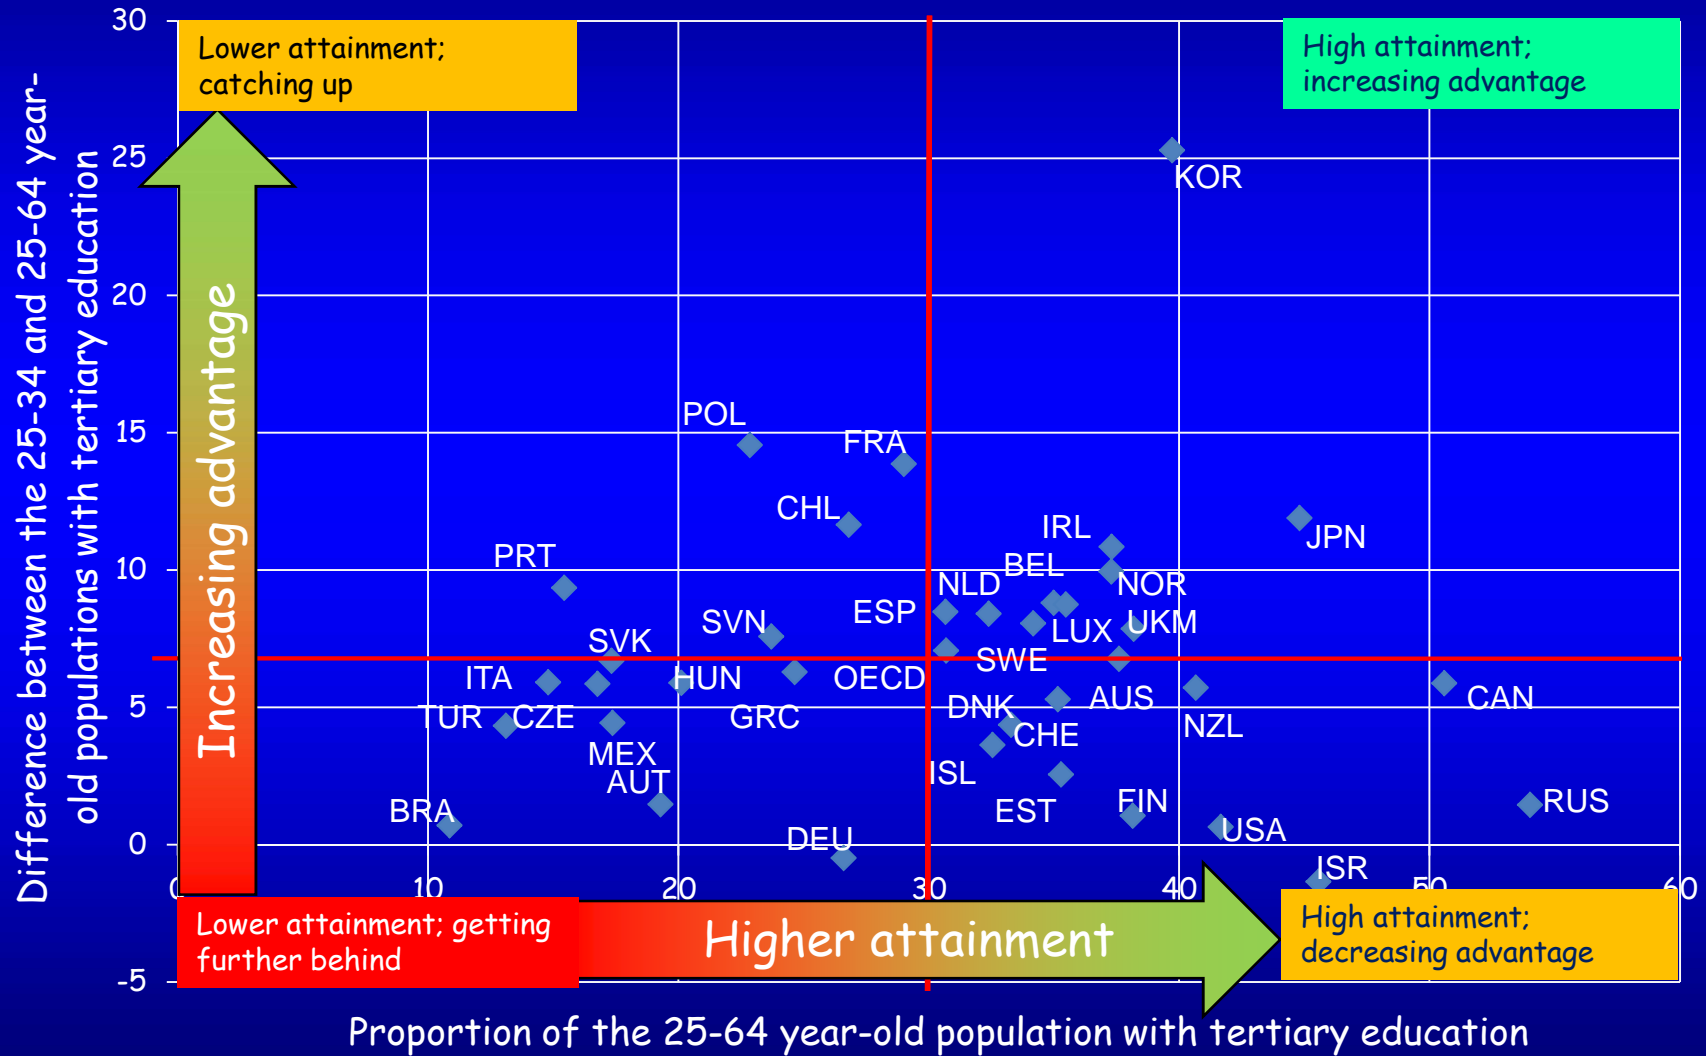 30
25
20
15
10
5
0
-5
Difference between the 25-34 and 25-64 year-
old populations with tertiary education
Lower attainment;
catching up
High attainment;
increasing advantage
Increasing advantage
KOR
POL
FRA
CHL
IRL
JPN
PRT
BEL
NLD
NOR
ESP
SVN
UKM
LUX
SVK
SWE
ITA
HUN
OECD
AUS
CAN
TUR
CZE
GRC
DNK
NZL
CHE
MEX
ISL
AUT
BRA
EST
FIN
RUS
DEU
USA
ISR
0
10
20
30
40
50
60
Lower attainment; getting
further behind
Higher attainment
High attainment;
decreasing advantage
Proportion of the 25-64 year-old population with tertiary education